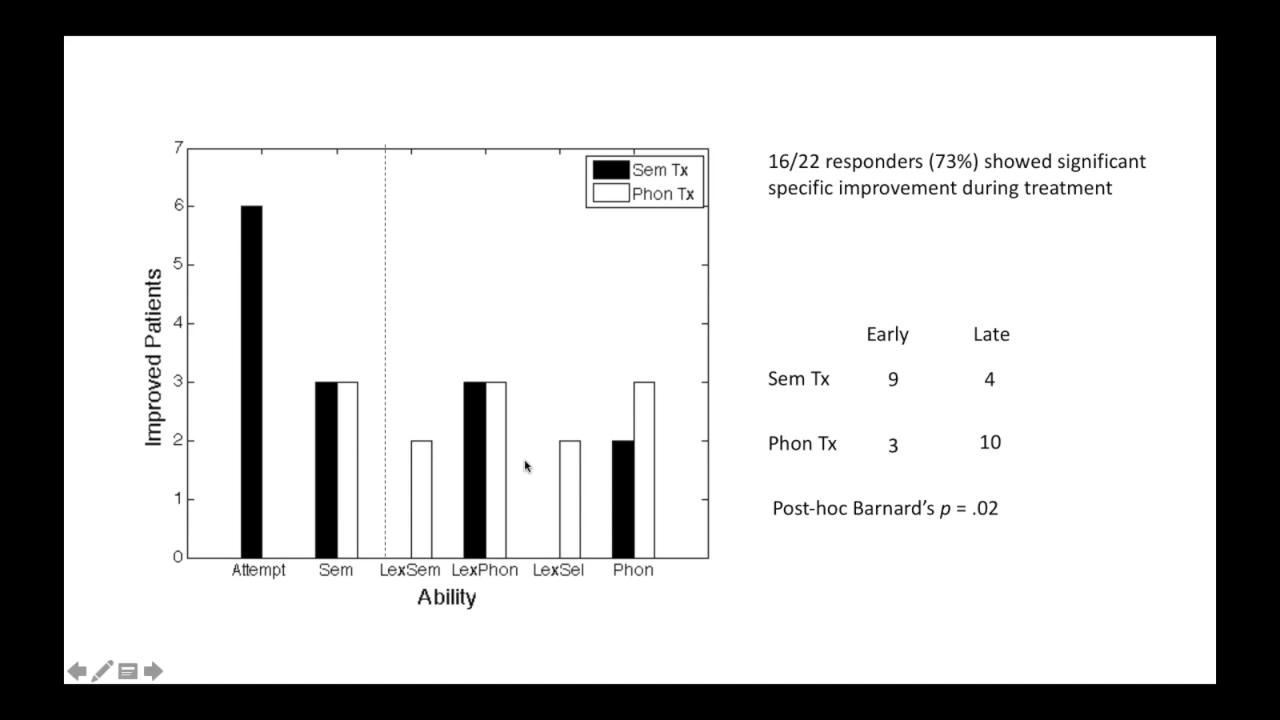 7
6
5
4
3
2
1
0
Improved Patients
Sem Tx
Phon Tx
Attempt Sem LexSem LexPhon LexSel Phon
Ability
16/22 responders (73%) showed significant
specific improvement during treatment
Early Late
Sem Tx 9 4
Phon Tx 3 10
Post-hoc Barnard’s p = .02